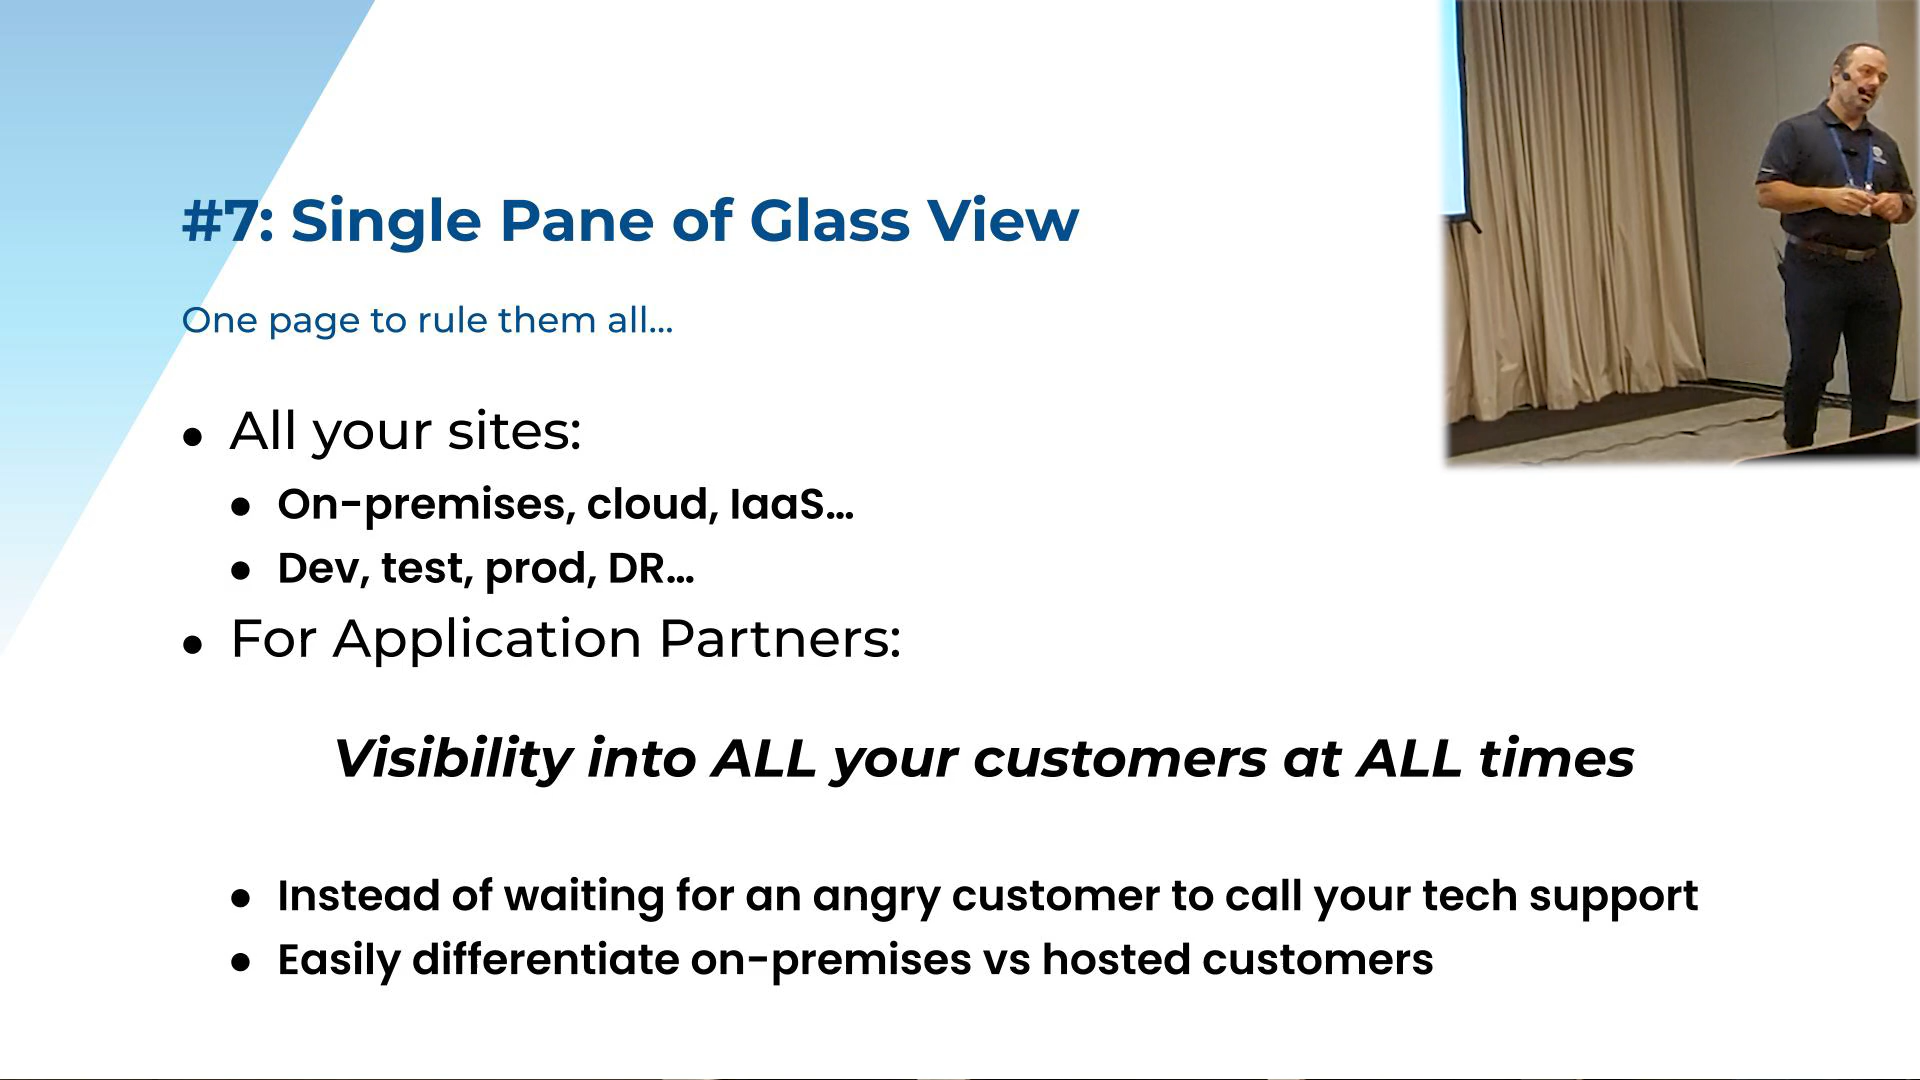 #7: Single Pane of Glass View
One page to rule them all...
• All your sites:
• On-premises, cloud, IaaS...
• Dev, test, prod, DR...
• For Application Partners:
Visibility into ALL your customers at ALL times
• Instead of waiting for an angry customer to call your tech support
• Easily differentiate on-premises vs hosted customers